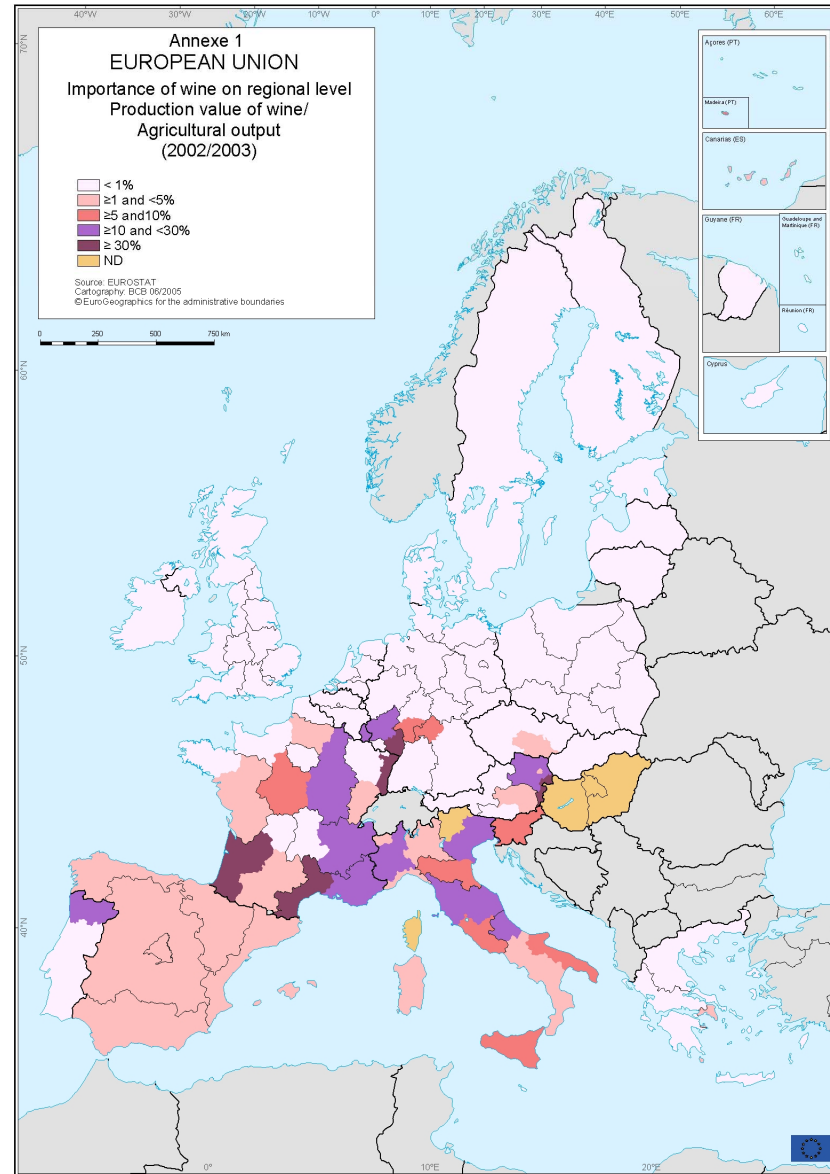 40°W 30°W 20°W 10°W 0° 10°E 20°E 30°E 40°E 60°E
70°N
60°N
50°N
40°N
Annexe 1
EUROPEAN UNION
Importance of wine on regional level
Production value of wine/
Agricultural output
(2002/2003)
< 1%
≥1 and <5%
≥5 and10%
≥10 and <30%
≥ 30%
ND
Source: EUROSTAT
Cartography: BCB 06/2005
© EuroGeographics for the administrative boundaries
0 250 500 750 km
Açores (PT)
Madeira (PT)
Canarias (ES)
Guyane (FR)
Guadeloupe and
Martinique (FR)
Réunion (FR)
Cyprus
0° 10°E 20°E